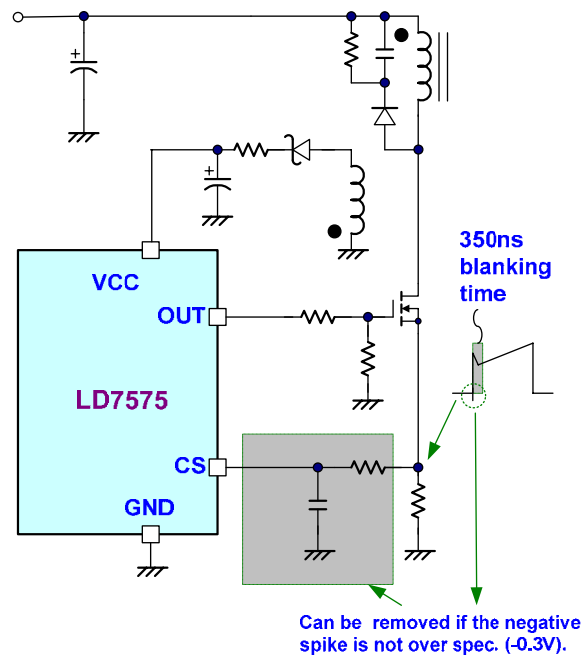 +
+
350ns
blanking
time
VCC
OUT
LD7575
CS
GND
Can be removed if the negative
spike is not over spec. (-0.3V).